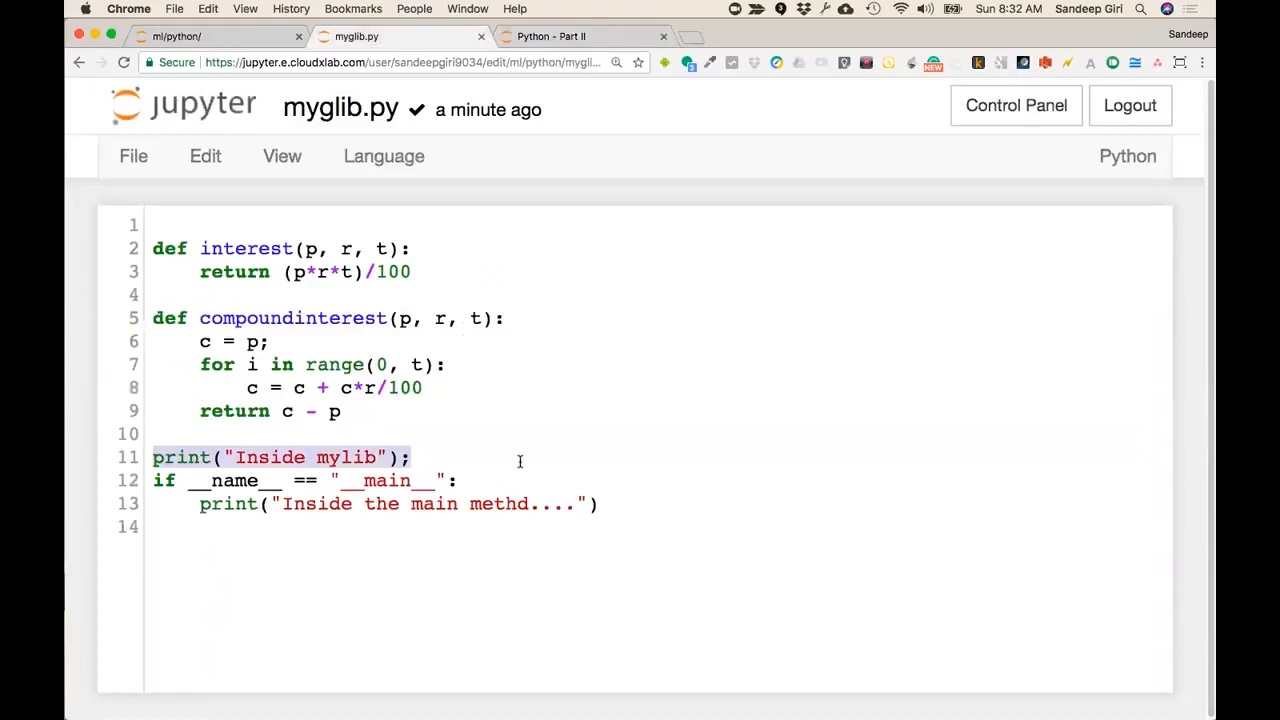 Chrome File Edit View History Bookmarks People Window Help Sun 8:32 AM Sandeep Giri
ml/python/ myglib.py Python - Part II Sandeep
Secure https://jupyter.e.cloudxlab.com/user/sandeepgiri9034/edit/ml/python/mygli...
jupyter myglib.py a minute ago Control Panel Logout
File Edit View Language Python
1
2 def interest(p, r, t):
3 return (p*r*t)/100
4
5 def compoundinterest(p, r, t):
6 c = p;
7 for i in range(0, t):
8 c = c + c*r/100
9 return c - p
10
11 print("Inside mylib");
12 if __name__ == "__main__":
13 print("Inside the main methd....")
14